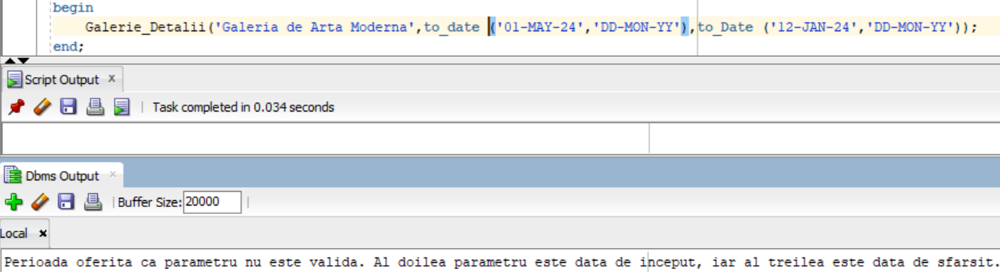 begin
Galerie_Detalii('Galeria de Arta Moderna',to_date ('01-MAY-24','DD-MON-YY'),to_Date ('12-JAN-24','DD-MON-YY'));
end;
Script Output x
Task completed in 0.034 seconds
Dbms Output x
Buffer Size: 20000
Local x
Perioada oferita ca parametru nu este valida. Al doilea parametru este data de inceput, iar al treilea este data de sfarsit.